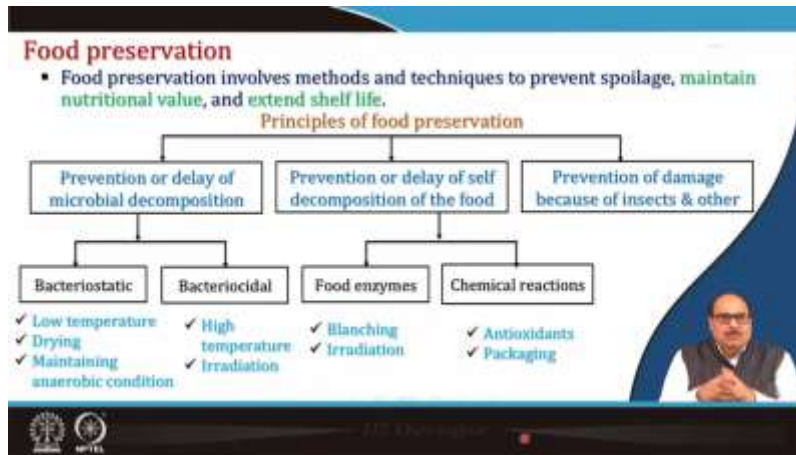 Food preservation
▪ Food preservation involves methods and techniques to prevent spoilage, maintain
nutritional value, and extend shelf life.
Principles of food preservation
Prevention or delay of
microbial decomposition
Prevention or delay of self
decomposition of the food
Prevention of damage
because of insects & other
Bacteriostatic
Bacteriocidal
Food enzymes
Chemical reactions
✓ Low temperature
✓ Drying
✓ Maintaining
anaerobic condition
✓ High
temperature
✓ Irradiation
✓ Blanching
✓ Irradiation
✓ Antioxidants
✓ Packaging
NPTEL